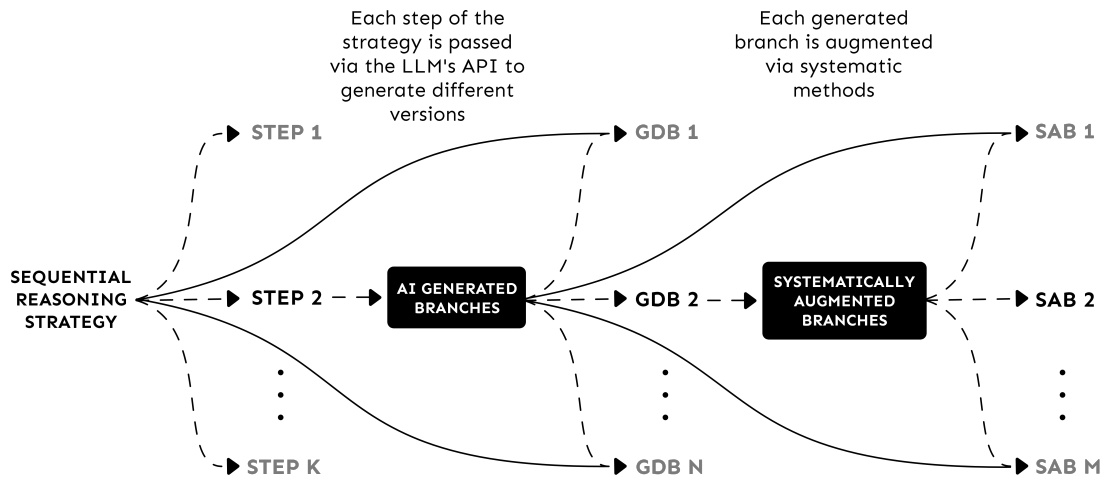 Each step of the
strategy is passed
via the LLM's API to
generate different
versions
Each generated
branch is augmented
via systematic
methods
STEP 1
GDB 1
SAB 1
SEQUENTIAL
REASONING
STRATEGY
STEP 2
AI GENERATED
BRANCHES
GDB 2
SYSTEMATICALLY
AUGMENTED
BRANCHES
SAB 2
STEP K
GDB N
SAB M